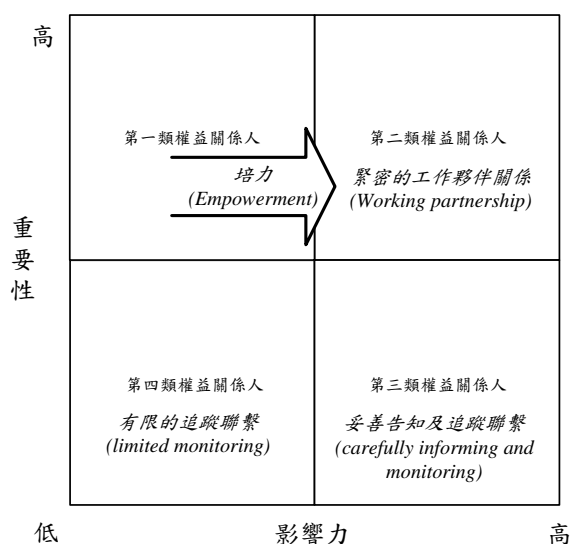 高
第一類權益關係人
培力
(Empowerment)
第二類權益關係人
緊密的工作夥伴關係
(Working partnership)
重要性
第四類權益關係人
有限的追蹤聯繫
(limited monitoring)
第三類權益關係人
妥善告知及追蹤聯繫
(carefully informing and
monitoring)
低
影響力
高